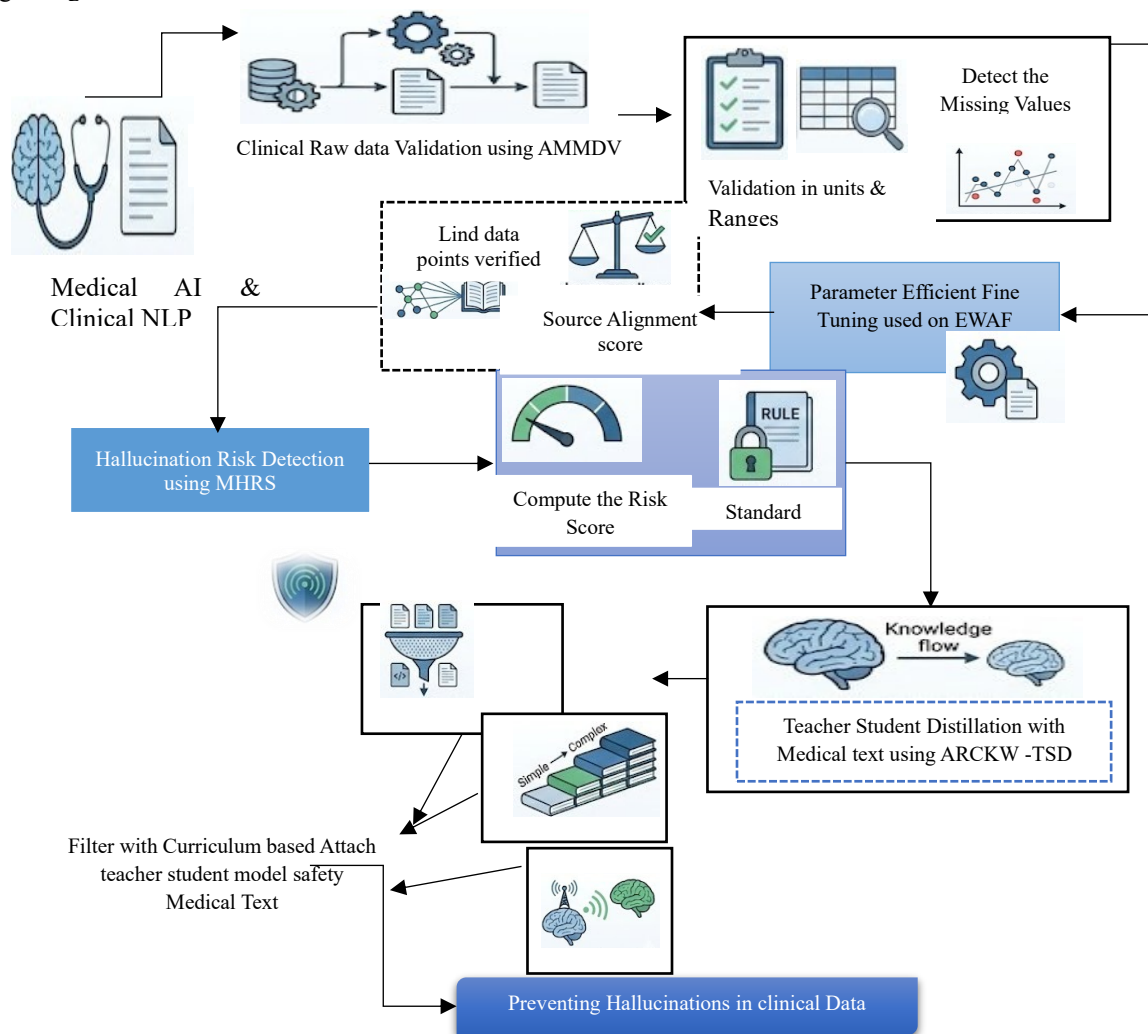 Clinical Raw data Validation using AMMDV
Detect the
Missing Values
Validation in units &
Ranges
Medical AI &
Clinical NLP
Lind data
points verified
Source Alignment
score
Parameter Efficient Fine
Tuning used on EWAF
Hallucination Risk Detection
using MHRS
RULE
Compute the Risk
Score
Standard
Knowledge
flow
Teacher Student Distillation with
Medical text using ARCKW -TSD
Simple → Complex
Filter with Curriculum based Attach
teacher student model safety
Medical Text
Preventing Hallucinations in clinical Data